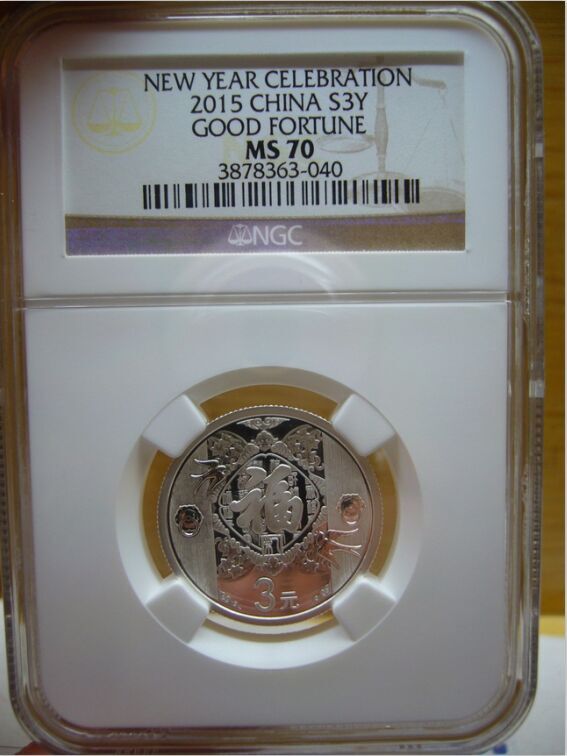 NEW YEAR CELEBRATION
2015 CHINA S3Y
GOOD FORTUNE
MS 70
3878363-040
NGC
福
3元